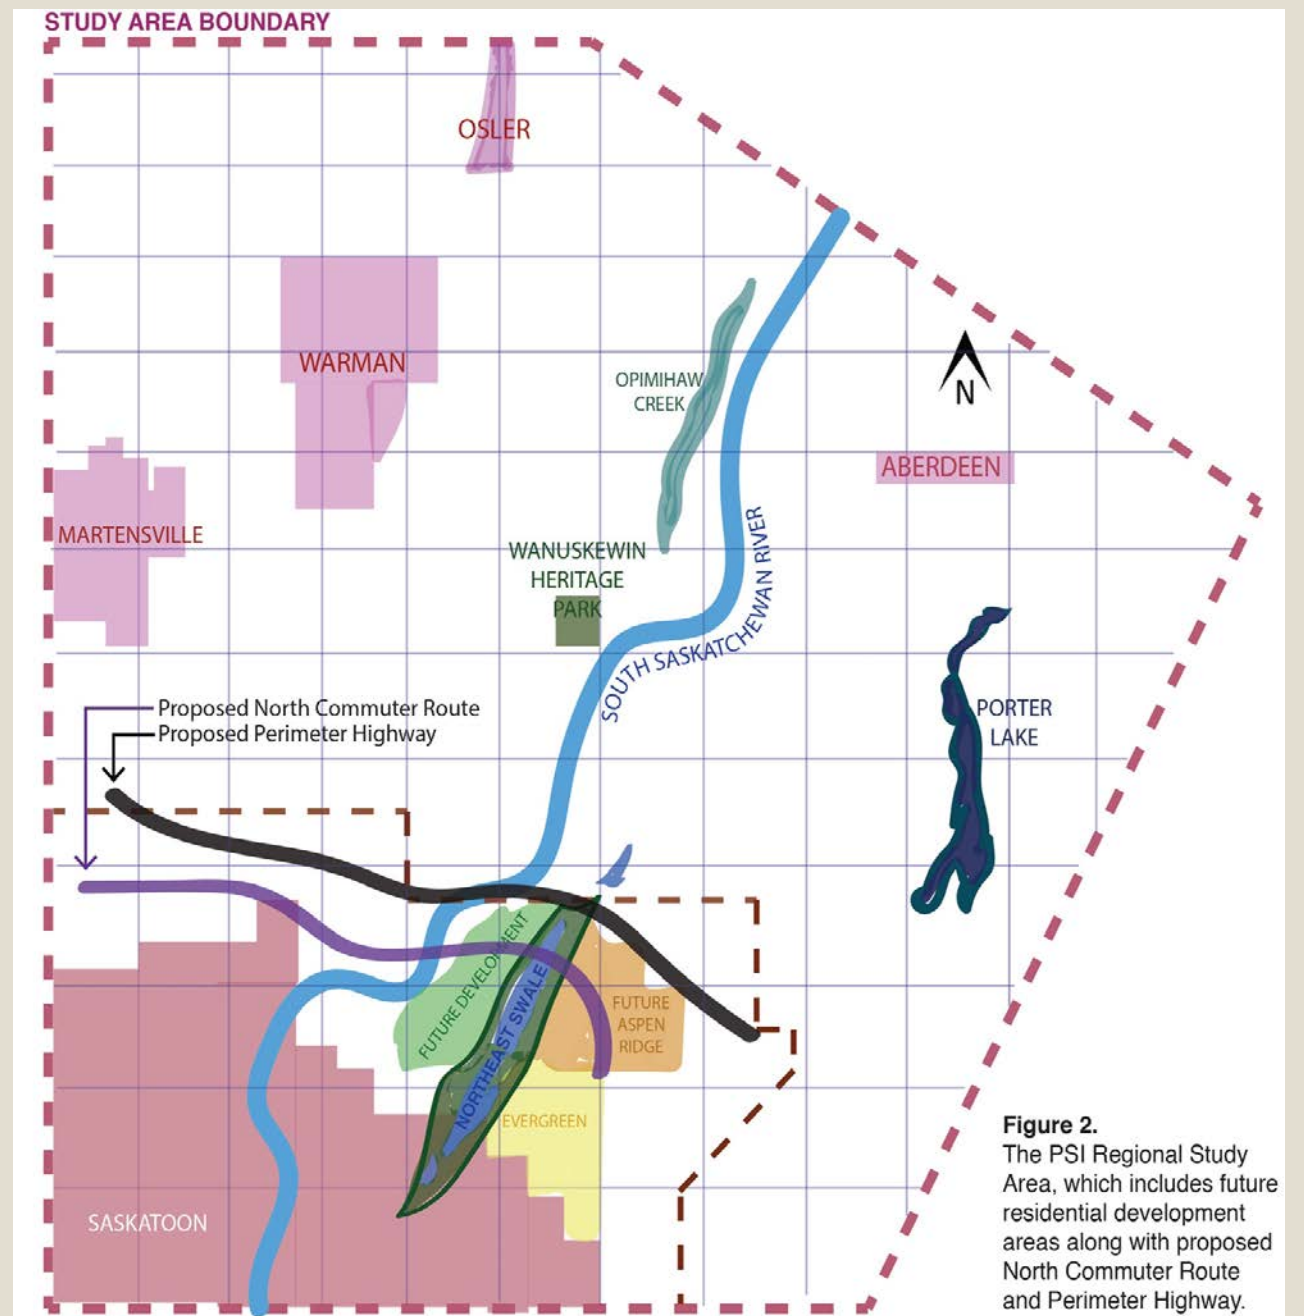 STUDY AREA BOUNDARY
OSLER
WARMAN
OPIMIHAW
CREEK
N
ABERDEEN
MARTENSVILLE
WANUSKEWIN
HERITAGE
PARK
SOUTH SASKATCHEWAN RIVER
PORTER
LAKE
Proposed North Commuter Route
Proposed Perimeter Highway
FUTURE DEVELOPMENT
NORTHEAST SWALE
FUTURE
ASPEN
RIDGE
EVERGREEN
SASKATOON
Figure 2.
The PSI Regional Study
Area, which includes future
residential development
areas along with proposed
North Commuter Route
and Perimeter Highway.